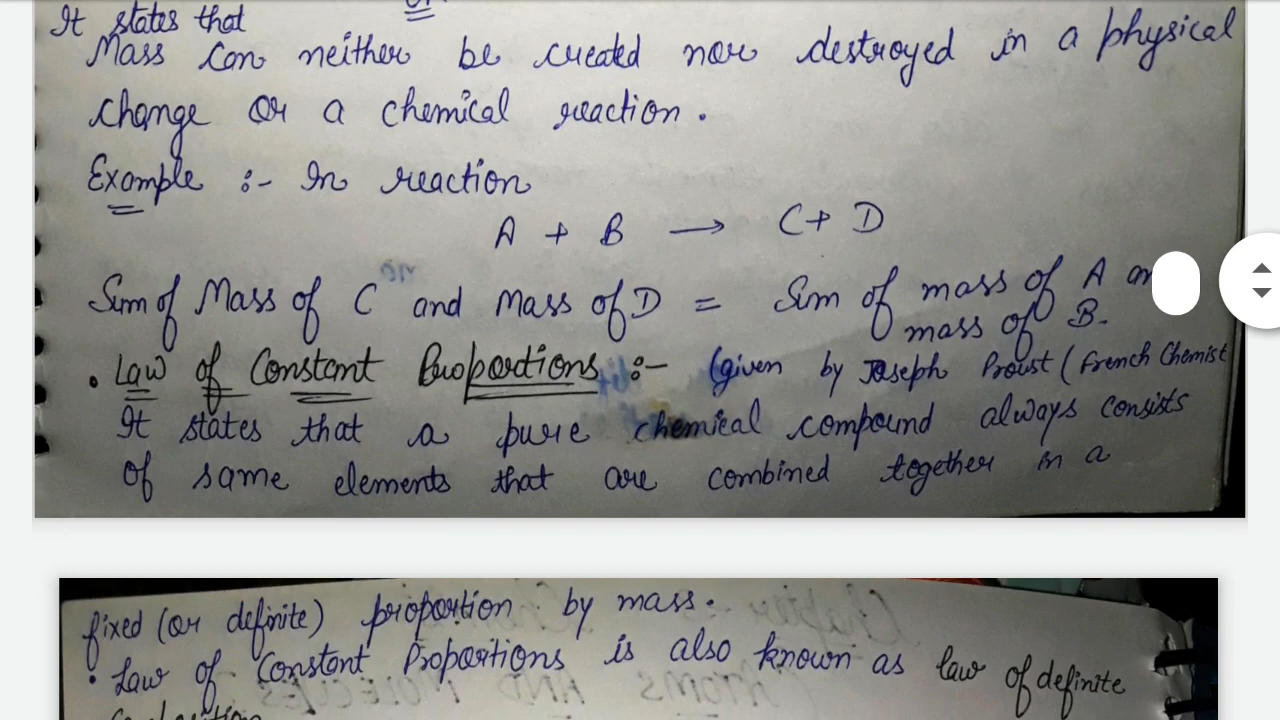 It states that
Mass can neither be created nor destroyed in a physical
change or a chemical reaction.
Example :- In reaction
A + B → C + D
Sum of Mass of C and Mass of D = Sum of mass of A
mass of B.
• Law of Constant Proportions :- (given by Joseph Proust (French Chemist
It states that a pure chemical compound always consists
of same elements that are combined together in a
fixed (or definite) proportion by mass.
• Law of Constant Proportions is also known as law of definite